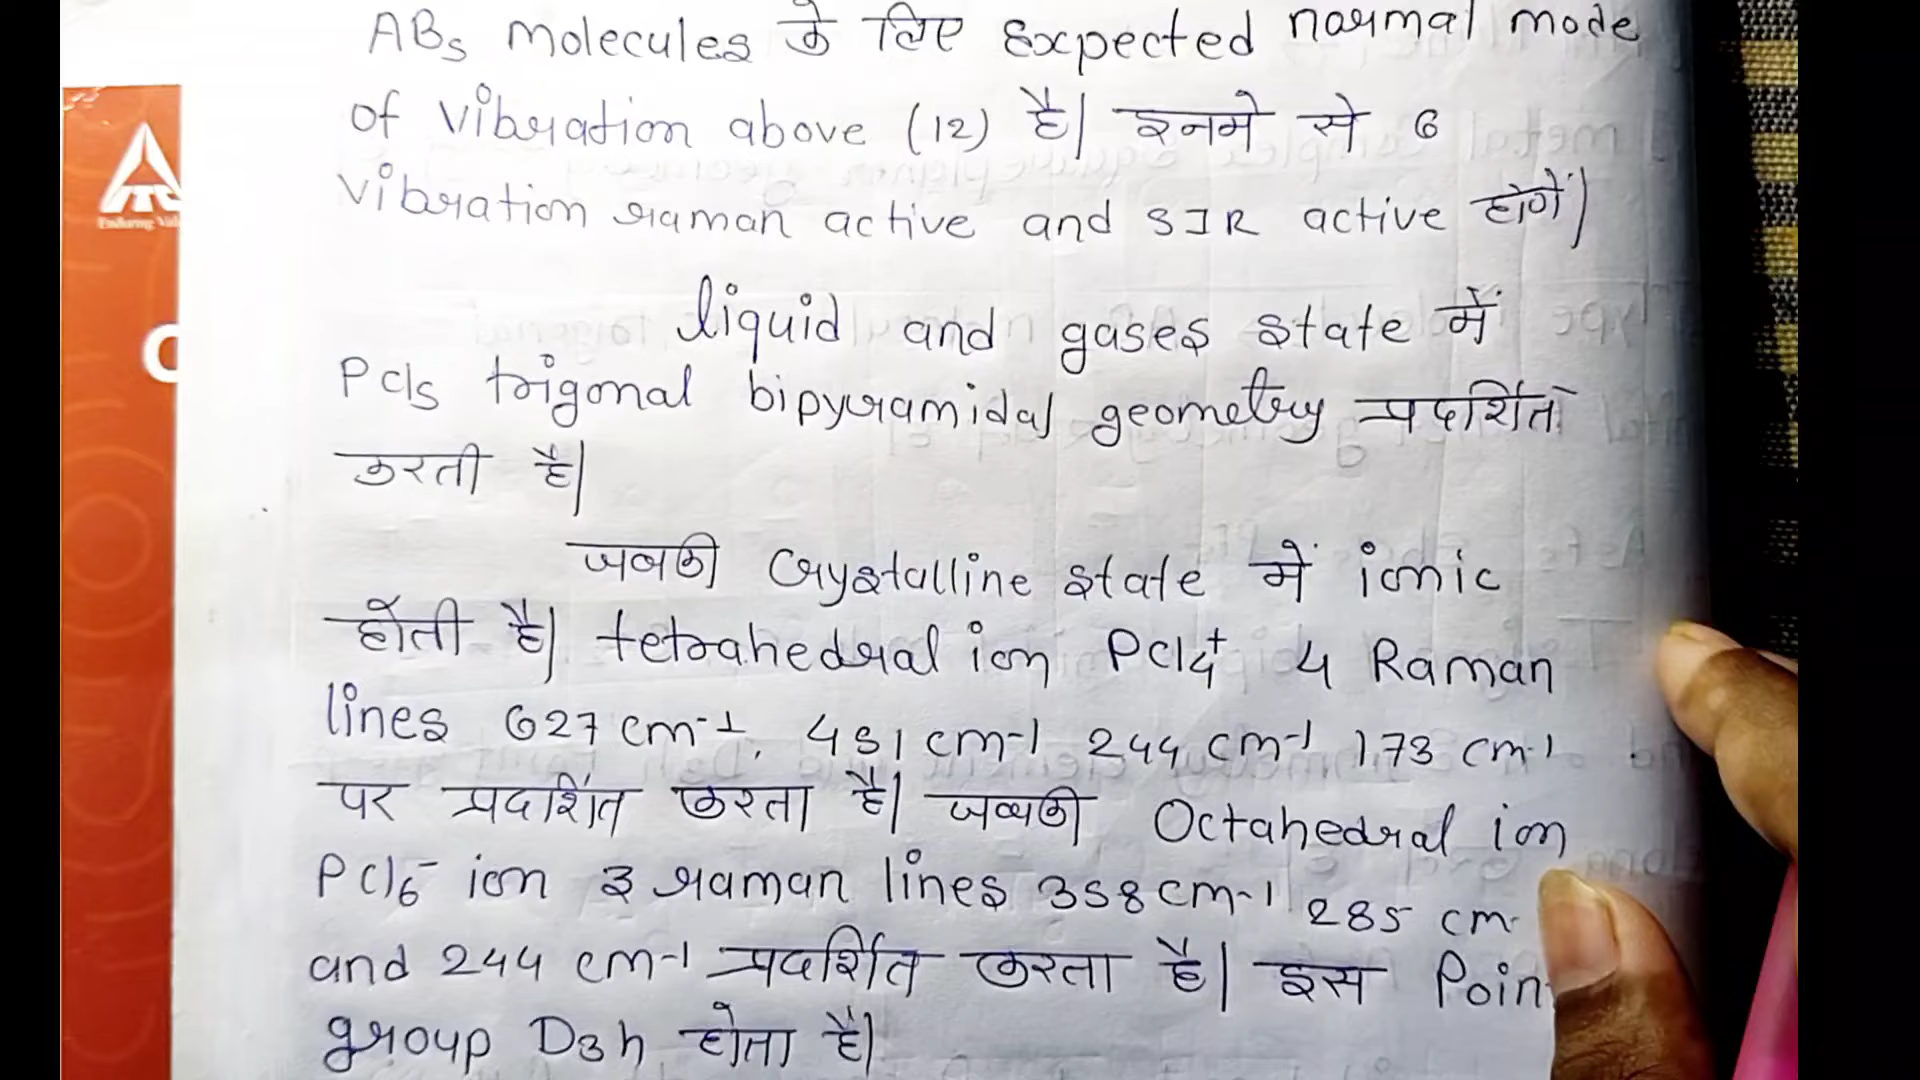 AB5 molecules के लिए Expected normal mode
of vibration above (12) है। इनमे से 6
vibration raman active and 5IR active होगें।
liquid and gases state में
PCl5 trigonal bipyramidal geometry प्रदर्शित
करती है।
जबकी Crystalline state में ionic
होती है। tetrahedral ion PCl4+ 4 Raman
lines 627 cm-1, 451 cm-1 244 cm-1 173 cm-1
पर प्रदर्शित करता है। जबकी Octahedral ion
PCl6- ion 3 raman lines 358 cm-1 285 cm-
and 244 cm-1 प्रदर्शित करता है। इस Poin
group D3h होता है।
ITC